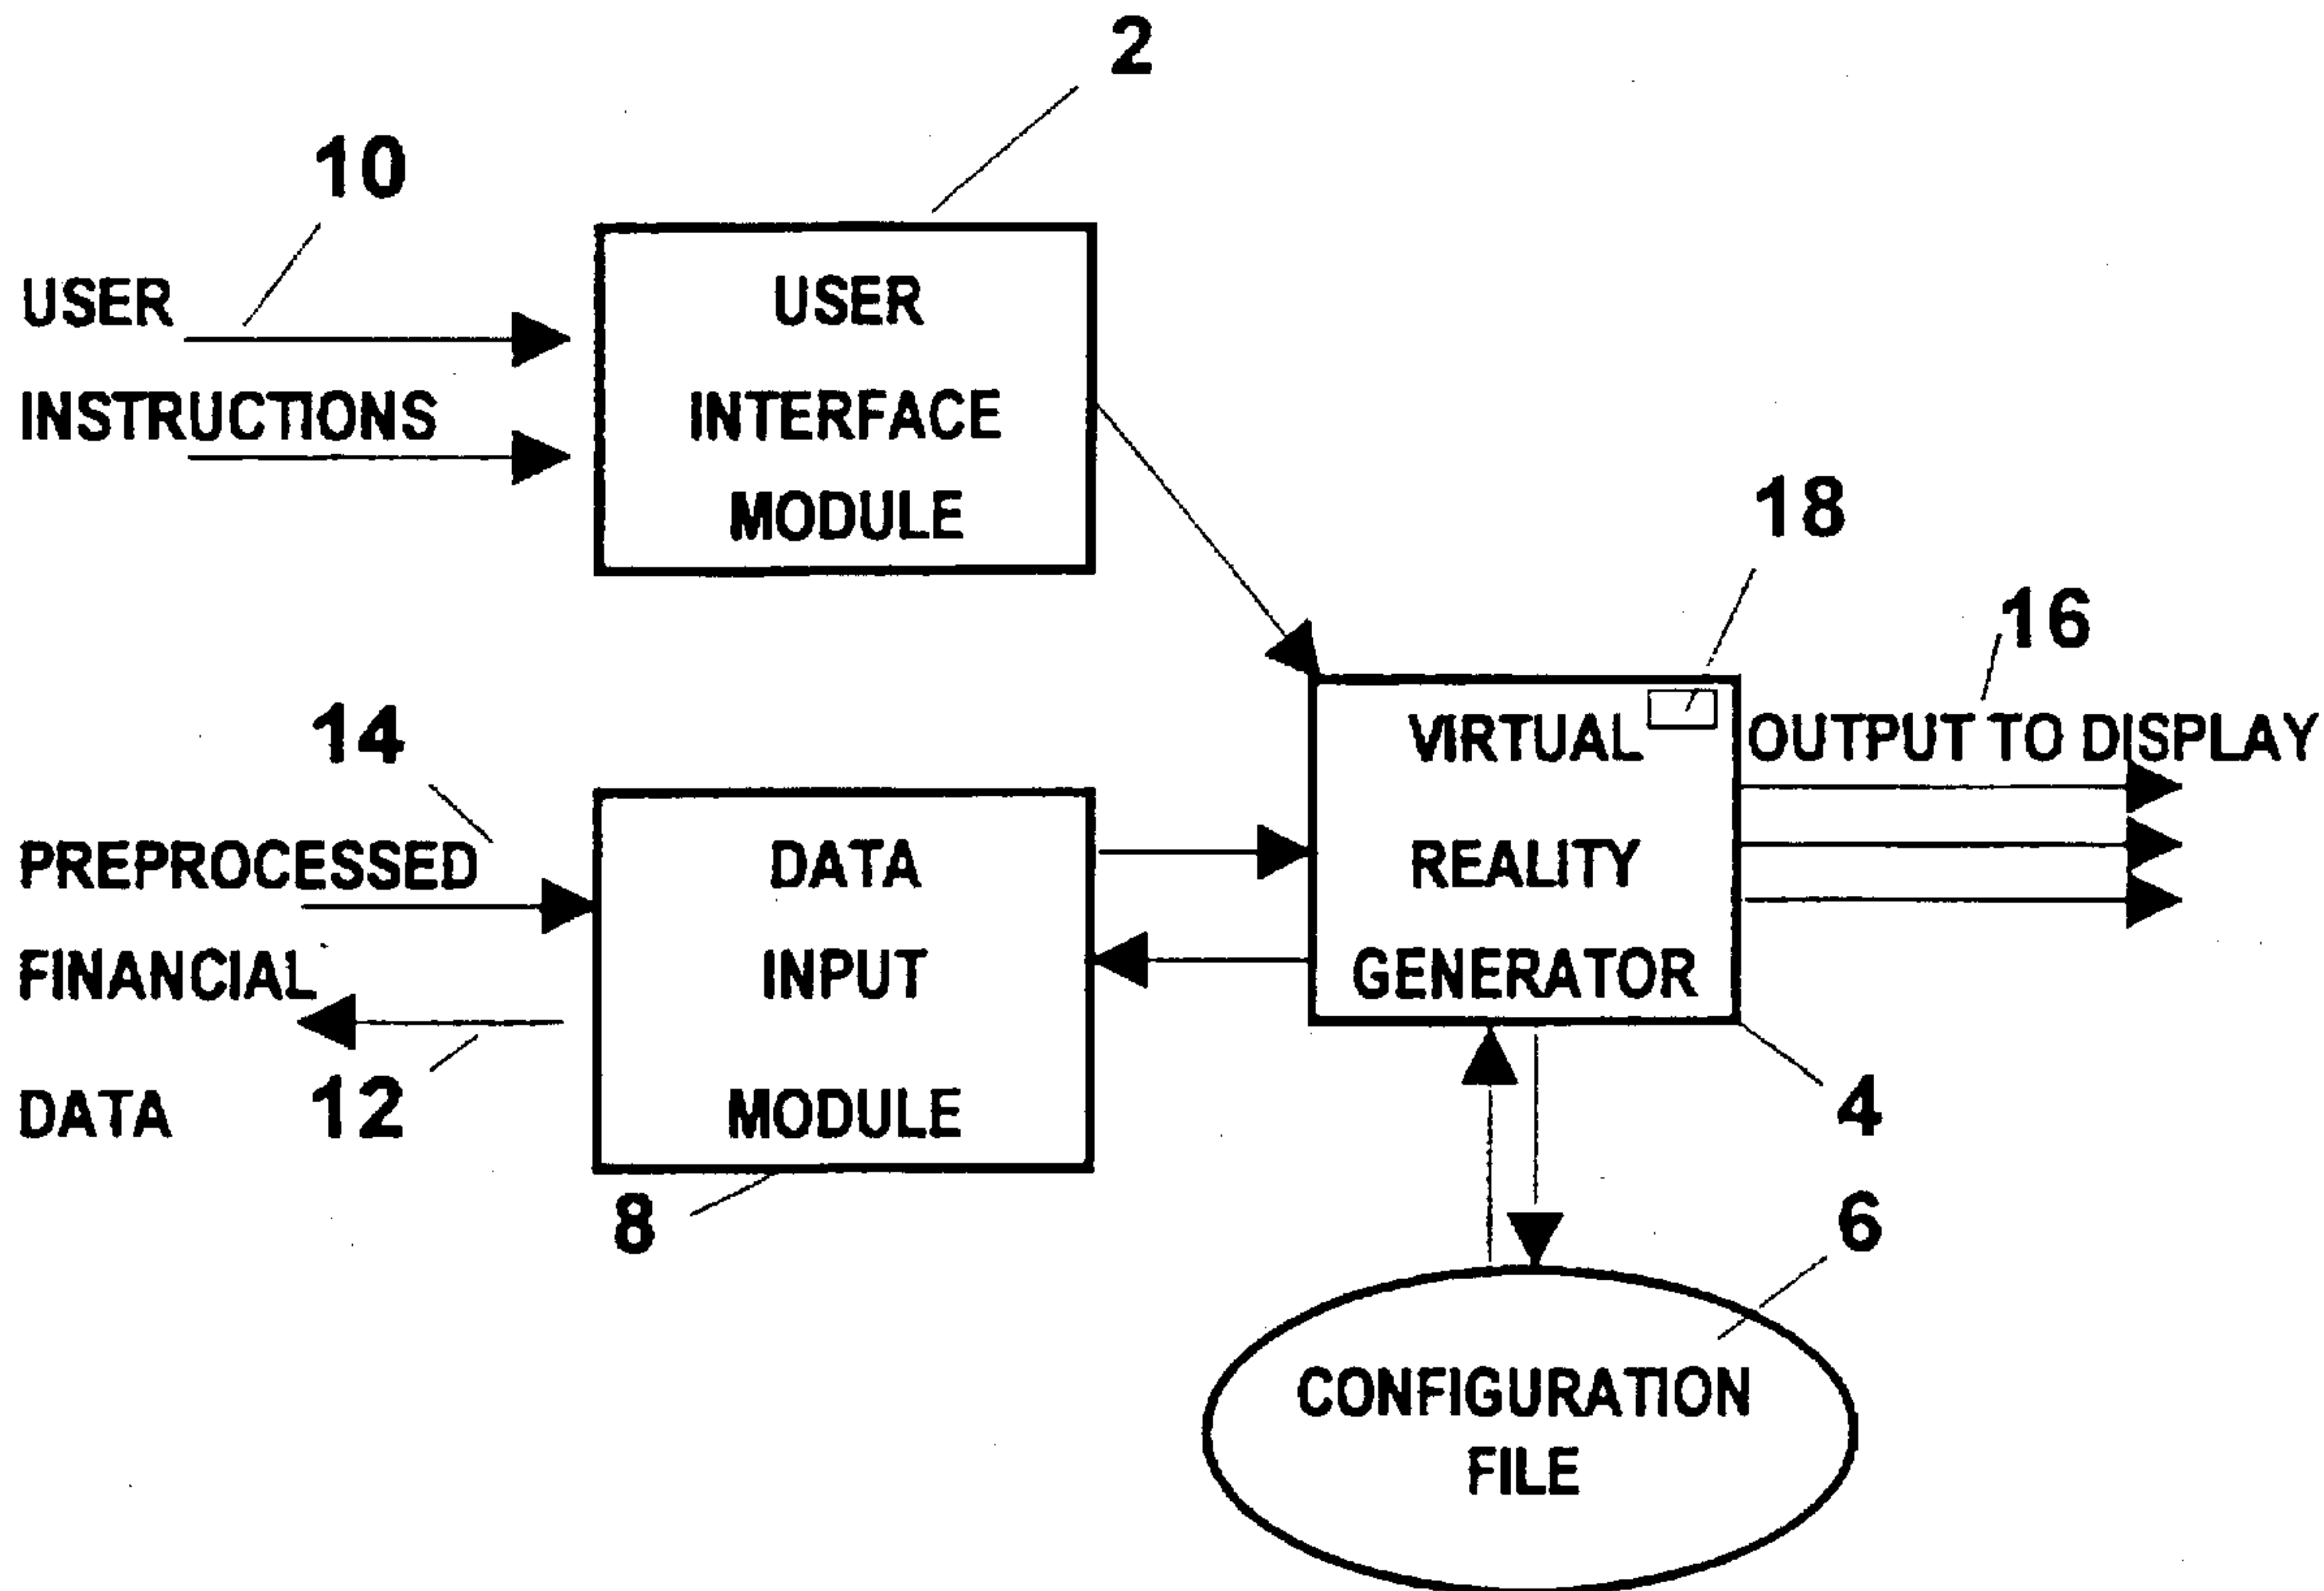 2
10
USER
INSTRUCTIONS
USER
INTERFACE
MODULE
18
16
14
PREPROCESSED
FINANCIAL
DATA
12
DATA
INPUT
MODULE
8
VIRTUAL
REALITY
GENERATOR
OUTPUT TO DISPLAY
4
6
CONFIGURATION
FILE